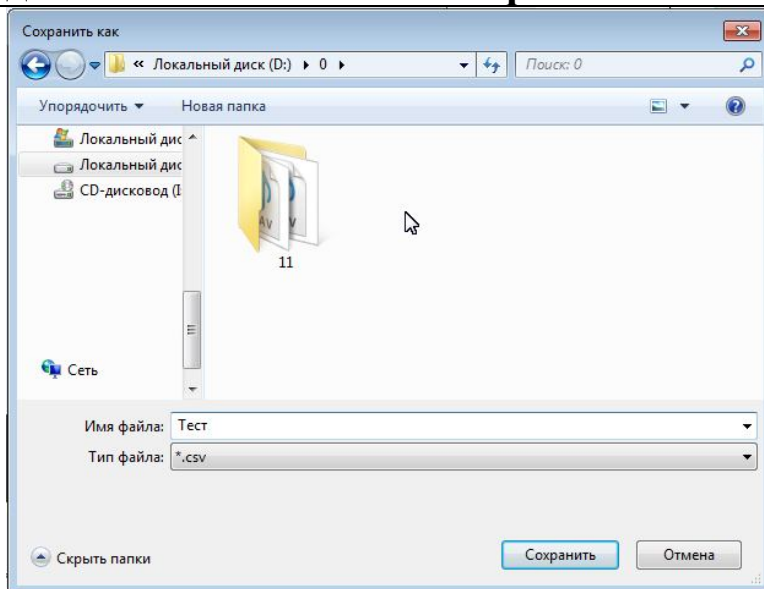 Сохранить как
« Локальный диск (D:) 0
Поиск: 0
Упорядочить
Новая папка
Локальный дис
Локальный дис
CD-дисковод (I
11
Сеть
Имя файла: Тест
Тип файла: *.csv
Скрыть папки
Сохранить
Отмена